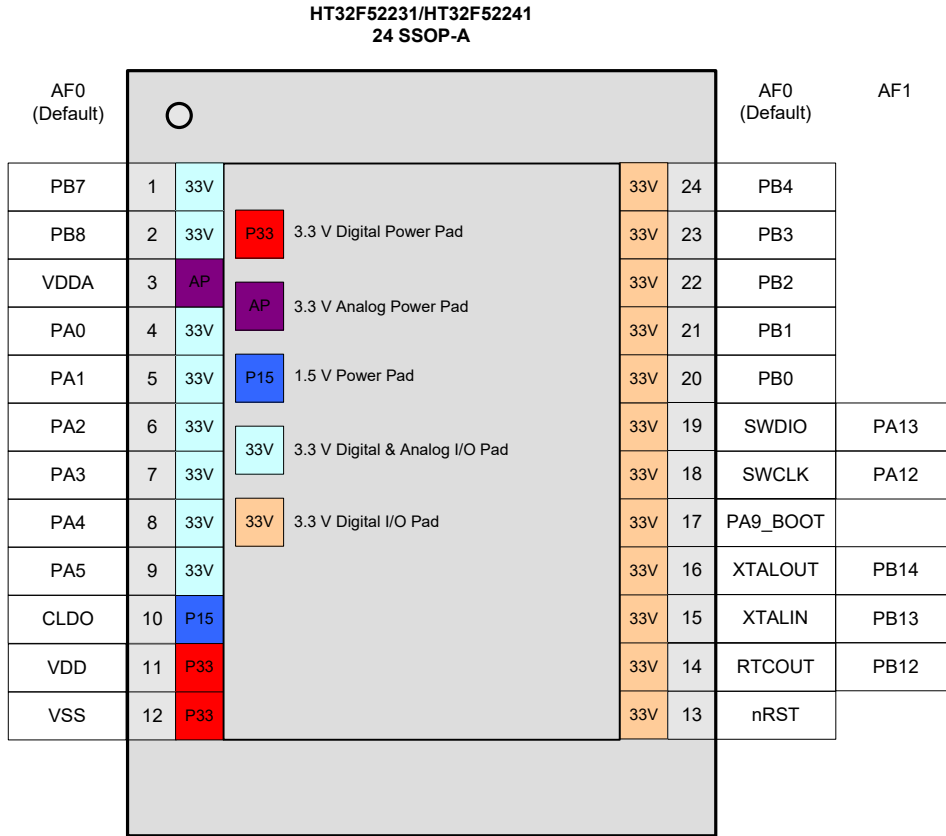 HT32F52231/HT32F52241
24 SSOP-A
AF0
(Default)
AF0
(Default)
AF1
PB7 1 33V 33V 24 PB4
PB8 2 33V P33 3.3 V Digital Power Pad 33V 23 PB3
VDDA 3 AP 33V 22 PB2
AP 3.3 V Analog Power Pad
PA0 4 33V 33V 21 PB1
PA1 5 33V P15 1.5 V Power Pad 33V 20 PB0
PA2 6 33V 33V 19 SWDIO PA13
33V 3.3 V Digital & Analog I/O Pad
PA3 7 33V 33V 18 SWCLK PA12
PA4 8 33V 33V 3.3 V Digital I/O Pad 33V 17 PA9_BOOT
PA5 9 33V 33V 16 XTALOUT PB14
CLDO 10 P15 33V 15 XTALIN PB13
VDD 11 P33 33V 14 RTCOUT PB12
VSS 12 P33 33V 13 nRST